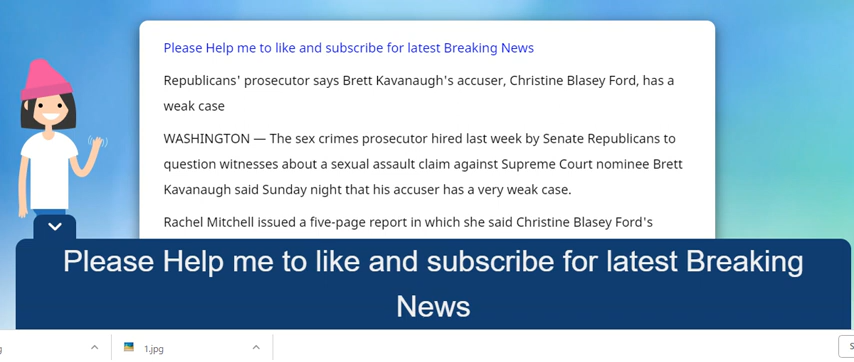 Please Help me to like and subscribe for latest Breaking News
Republicans' prosecutor says Brett Kavanaugh's accuser, Christine Blasey Ford, has a
weak case
WASHINGTON — The sex crimes prosecutor hired last week by Senate Republicans to
question witnesses about a sexual assault claim against Supreme Court nominee Brett
Kavanaugh said Sunday night that his accuser has a very weak case.
Rachel Mitchell issued a five-page report in which she said Christine Blasey Ford's
Please Help me to like and subscribe for latest Breaking
News
g
1.jpg
S